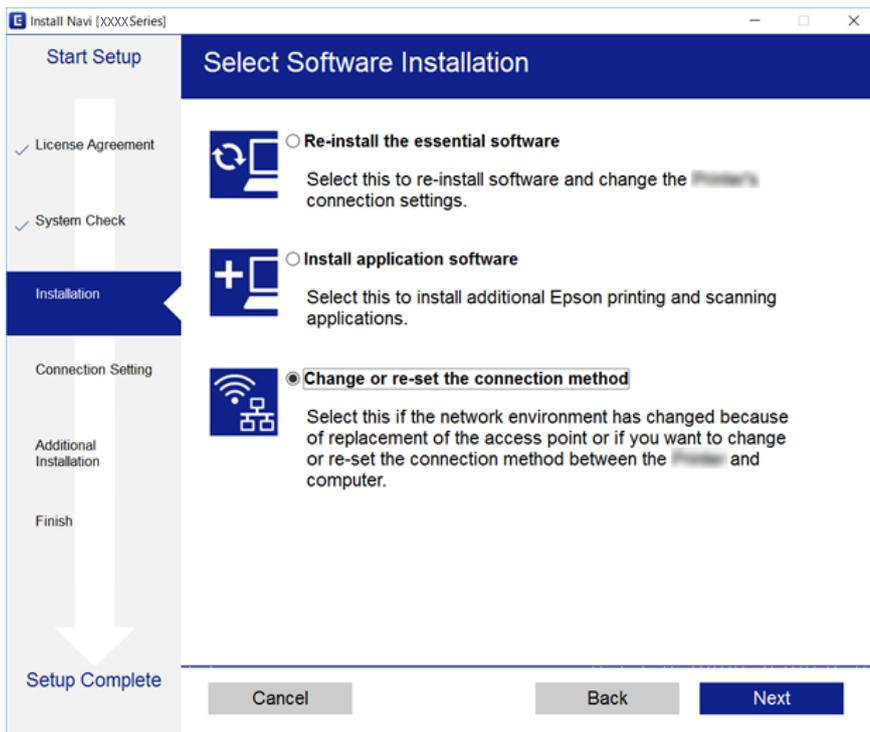 Install Navi [XXXX Series]
Start Setup
License Agreement
System Check
Installation
Connection Setting
Additional
Installation
Finish
Setup Complete
Select Software Installation
Re-install the essential software
Select this to re-install software and change the
connection settings.
Install application software
Select this to install additional Epson printing and scanning
applications.
Change or re-set the connection method
Select this if the network environment has changed because
of replacement of the access point or if you want to change
or re-set the connection method between the and
computer.
Cancel
Back
Next